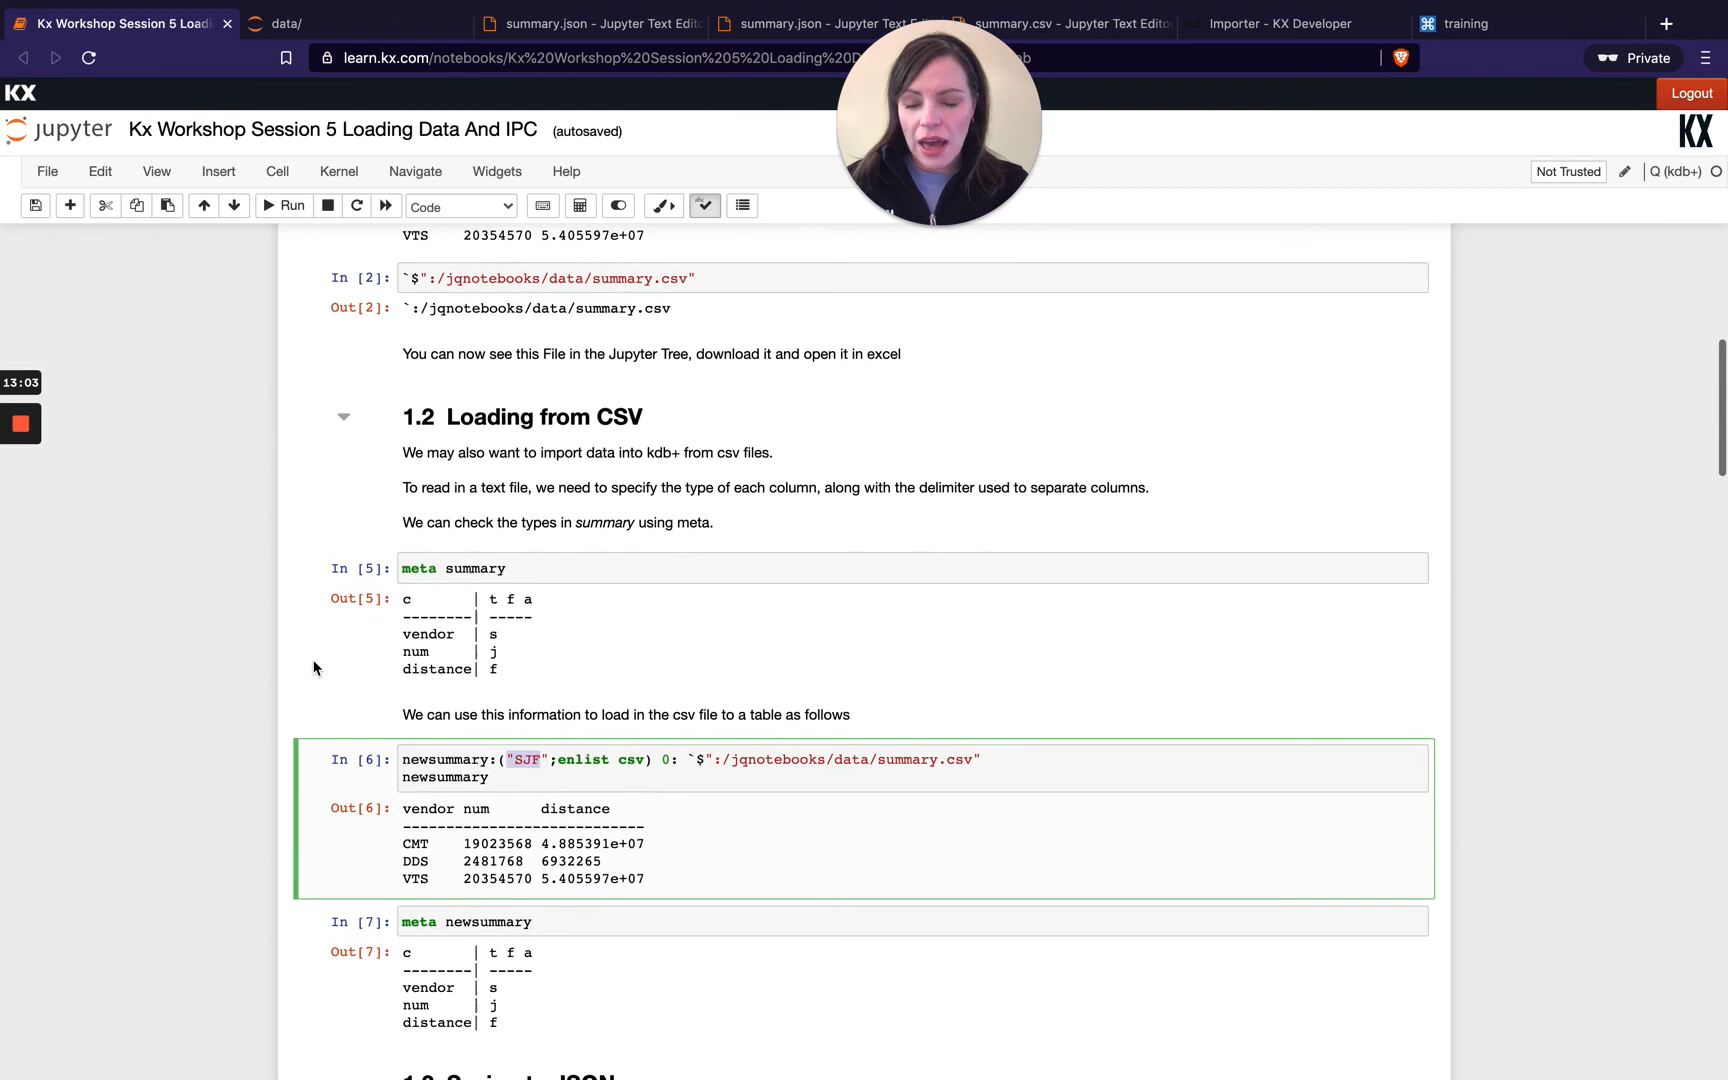 Kx Workshop Session 5 Loadi
data/
summary.json - Jupyter Text Edit
summary.json - Jupyter Text
summary.csv - Jupyter Text Edito
Importer - KX Developer
training
learn.kx.com/notebooks/Kx%20Workshop%20Session%205%20Loading%20D
Private
KX
Logout
jupyter
Kx Workshop Session 5 Loading Data And IPC (autosaved)
KX
File Edit View Insert Cell Kernel Navigate Widgets Help
Not Trusted
Q (kdb+)
Run
Code
VTS 20354570 5.405597e+07
In [2]: `$":/jqnotebooks/data/summary.csv"
Out[2]: `:/jqnotebooks/data/summary.csv
You can now see this File in the Jupyter Tree, download it and open it in excel
13:03
1.2 Loading from CSV
We may also want to import data into kdb+ from csv files.
To read in a text file, we need to specify the type of each column, along with the delimiter used to separate columns.
We can check the types in summary using meta.
In [5]: meta summary
Out[5]: c | t f a
--------| -----
vendor | s
num | j
distance| f
We can use this information to load in the csv file to a table as follows
In [6]: newsummary:("SJF";enlist csv) 0: `$":/jqnotebooks/data/summary.csv"
newsummary
Out[6]: vendor num distance
----------------------------
CMT 19023568 4.885391e+07
DDS 2481768 6932265
VTS 20354570 5.405597e+07
In [7]: meta newsummary
Out[7]: c | t f a
--------| -----
vendor | s
num | j
distance| f